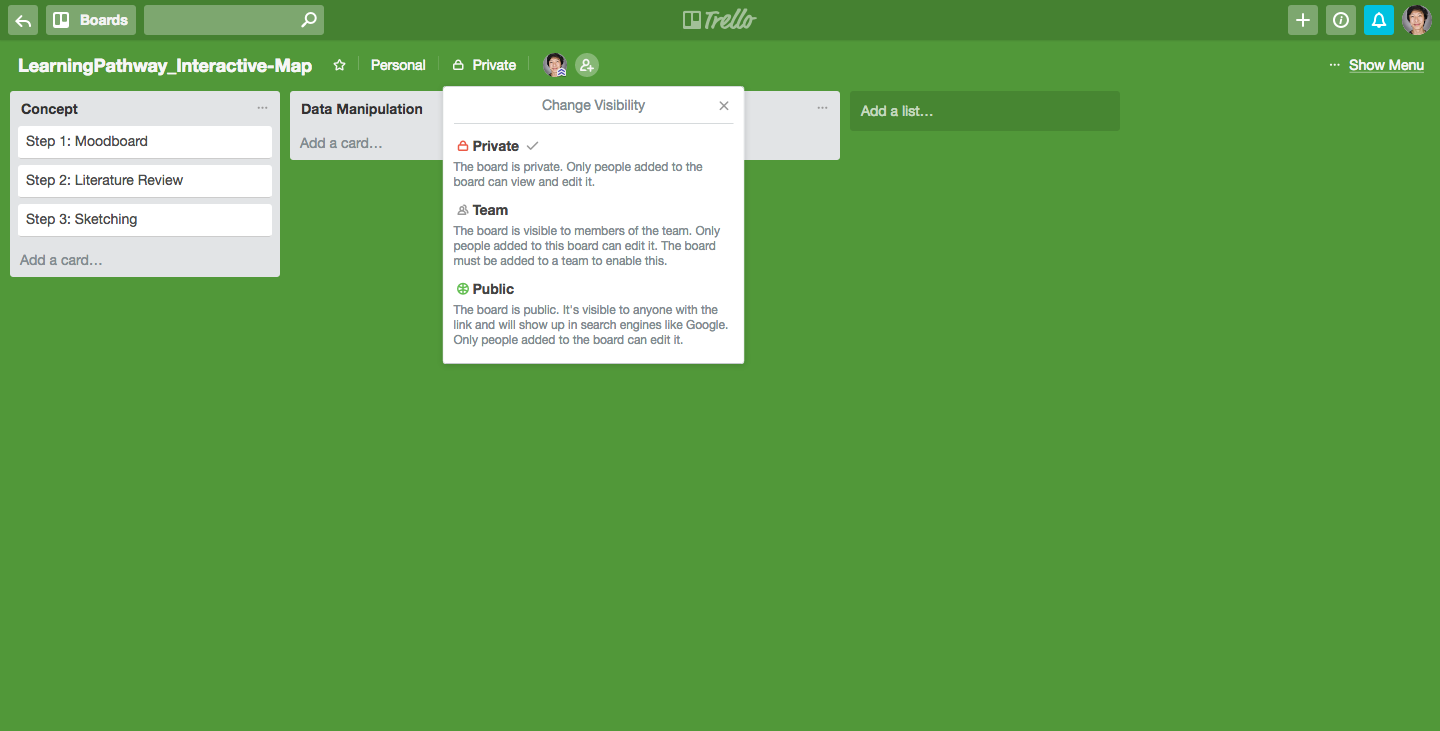 Boards
Trello
LearningPathway_Interactive-Map
Personal
Private
... Show Menu
Concept
Step 1: Moodboard
Step 2: Literature Review
Step 3: Sketching
Add a card…
Data Manipulation
Add a card…
Change Visibility
Private
The board is private. Only people added to the
board can view and edit it.
Team
The board is visible to members of the team. Only
people added to this board can edit it. The board
must be added to a team to enable this.
Public
The board is public. It's visible to anyone with the
link and will show up in search engines like Google.
Only people added to the board can edit it.
Add a list…